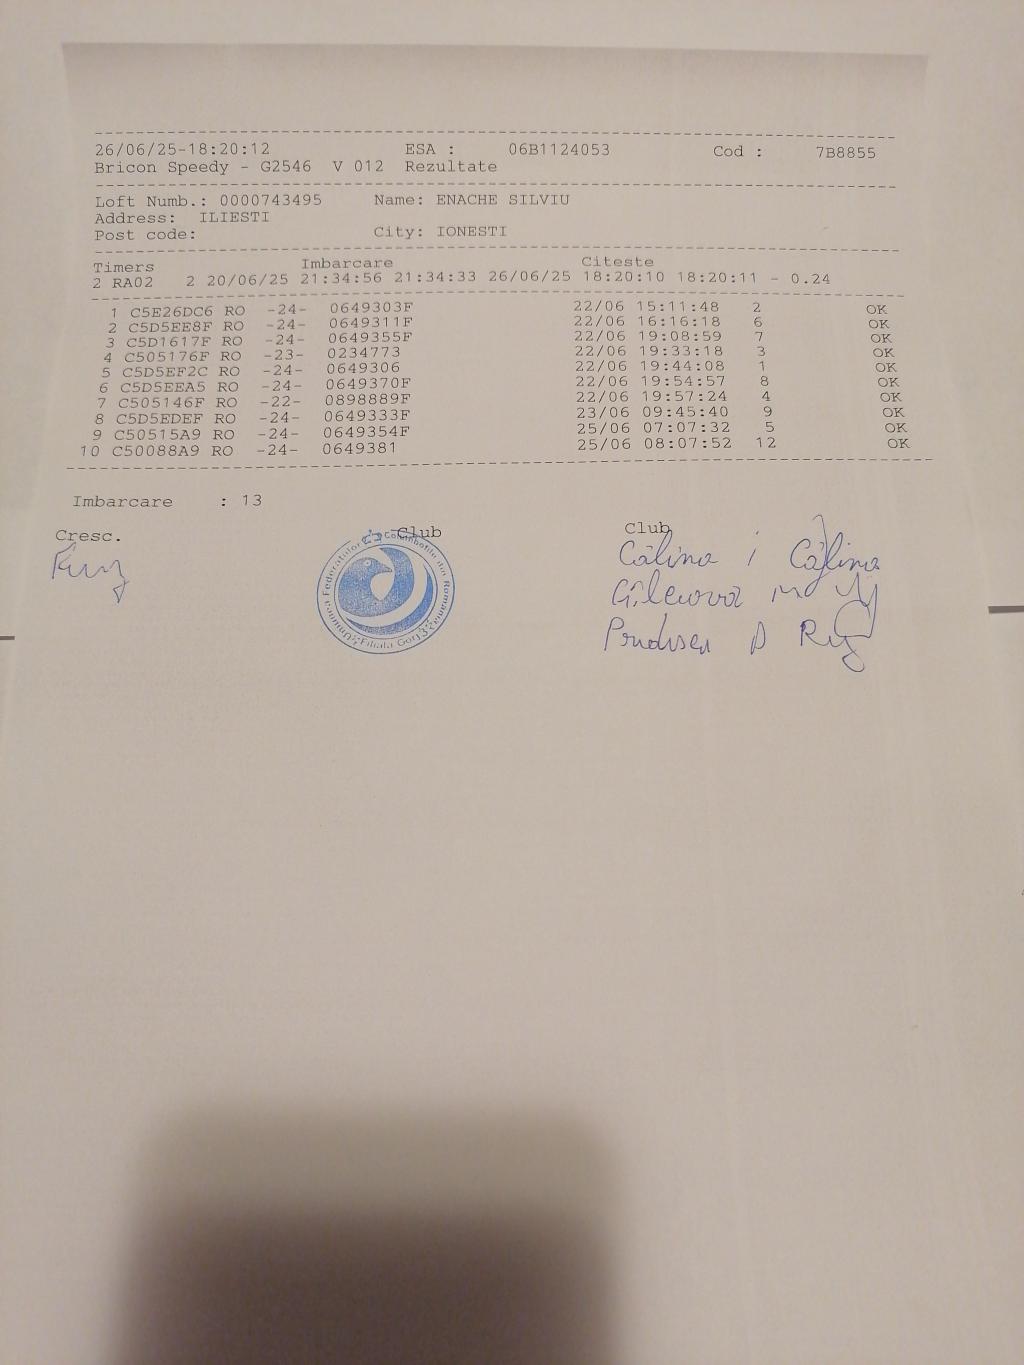 26/06/25-18:20:12 ESA : 06B1124053 Cod : 7B8855
Bricon Speedy - G2546 V 012 Rezultate
Loft Numb.: 0000743495 Name: ENACHE SILVIU
Address: ILIESTI
Post code: City: IONESTI
Timers Imbarcare Citeste
2 RA02 2 20/06/25 21:34:56 21:34:33 26/06/25 18:20:10 18:20:11 - 0.24
1 C5E26DC6 RO -24- 0649303F 22/06 15:11:48 2 OK
2 C5D5EE8F RO -24- 0649311F 22/06 16:16:18 6 OK
3 C5D1617F RO -24- 0649355F 22/06 19:08:59 7 OK
4 C505176F RO -23- 0234773 22/06 19:33:18 3 OK
5 C5D5EF2C RO -24- 0649306 22/06 19:44:08 1 OK
6 C5D5EEA5 RO -24- 0649370F 22/06 19:54:57 8 OK
7 C505146F RO -22- 0898889F 22/06 19:57:24 4 OK
8 C5D5EDEF RO -24- 0649333F 23/06 09:45:40 9 OK
9 C50515A9 RO -24- 0649354F 25/06 07:07:32 5 OK
10 C50088A9 RO -24- 0649381 25/06 08:07:52 12 OK
Imbarcare : 13
Cresc. Club Club
Uniunea Federatiilor Columbofile din Romania
Filiala Gorj
Călina i Călina